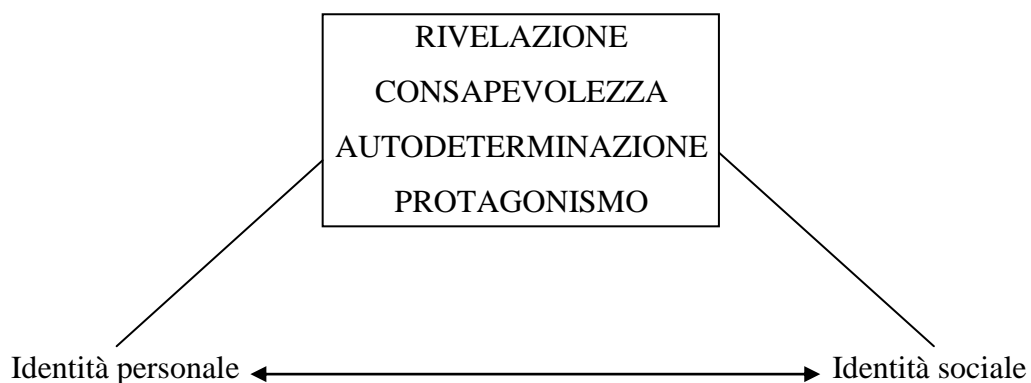 RIVELAZIONE
CONSAPEVOLEZZA
AUTODETERMINAZIONE
PROTAGONISMO
Identità personale
Identità sociale